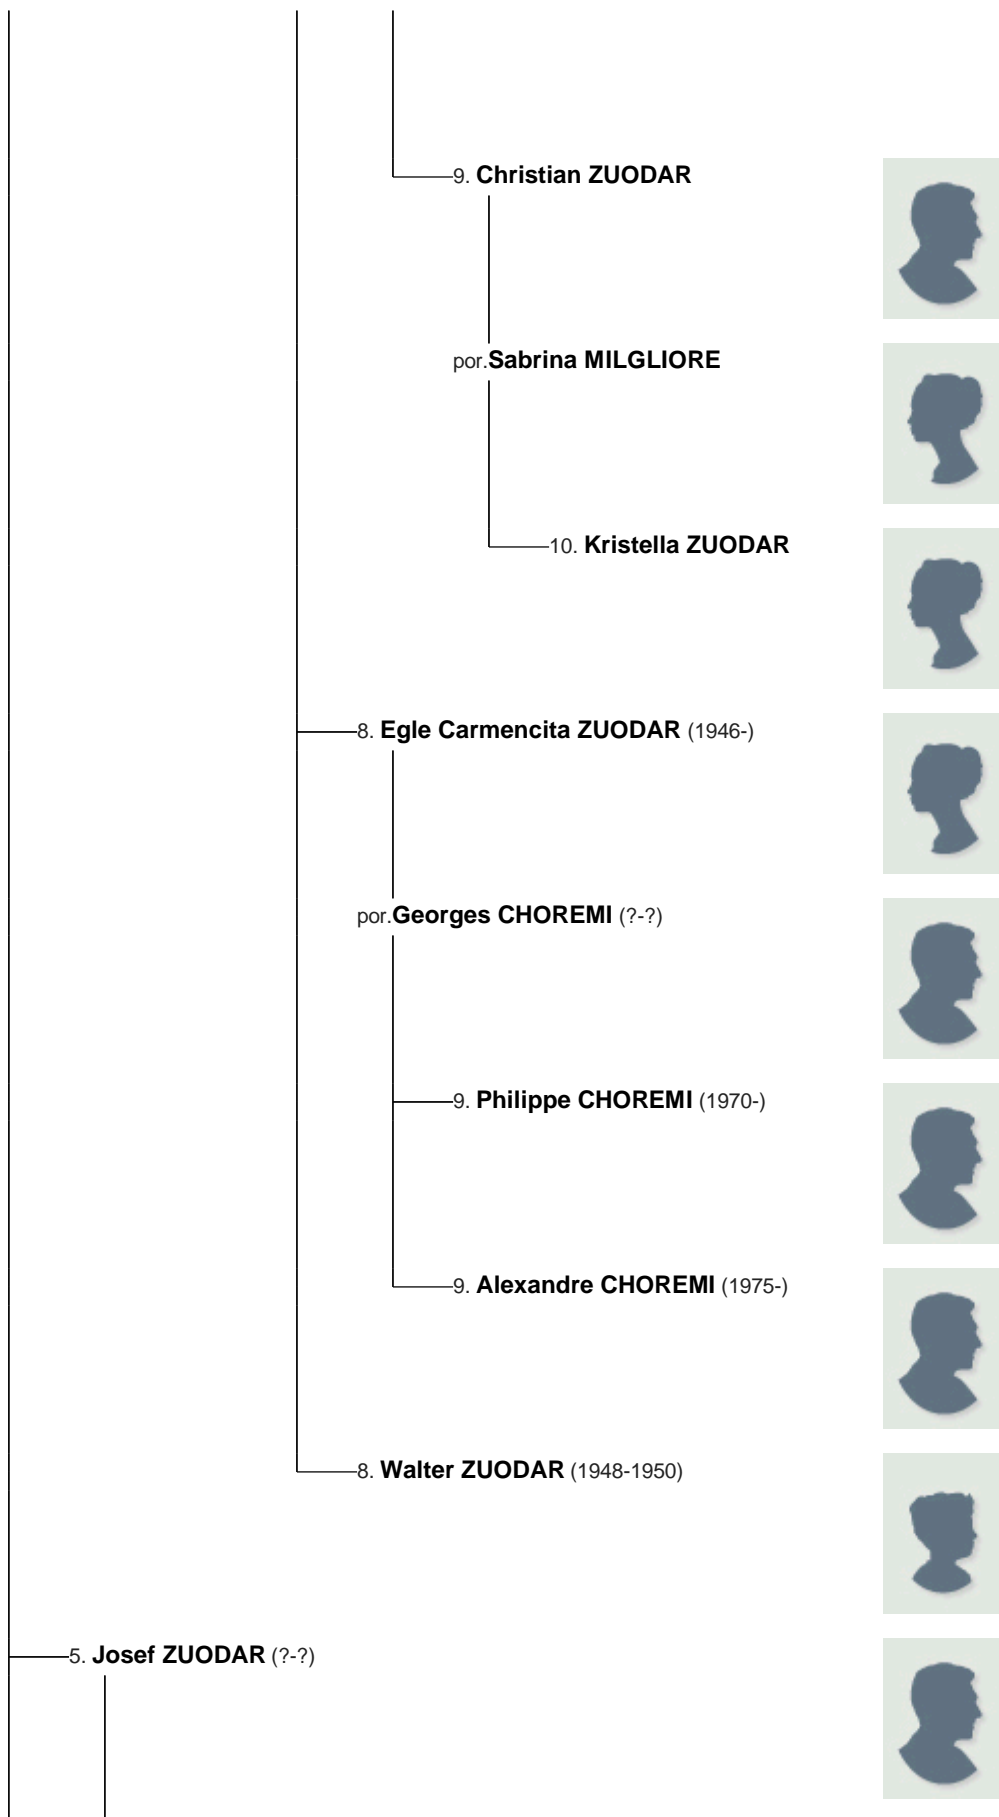 9. Christian ZUODAR
por.Sabrina MILGLIORE
10. Kristella ZUODAR
8. Egle Carmencita ZUODAR (1946-)
por.Georges CHOREMI (?-?)
9. Philippe CHOREMI (1970-)
9. Alexandre CHOREMI (1975-)
8. Walter ZUODAR (1948-1950)
5. Josef ZUODAR (?-?)